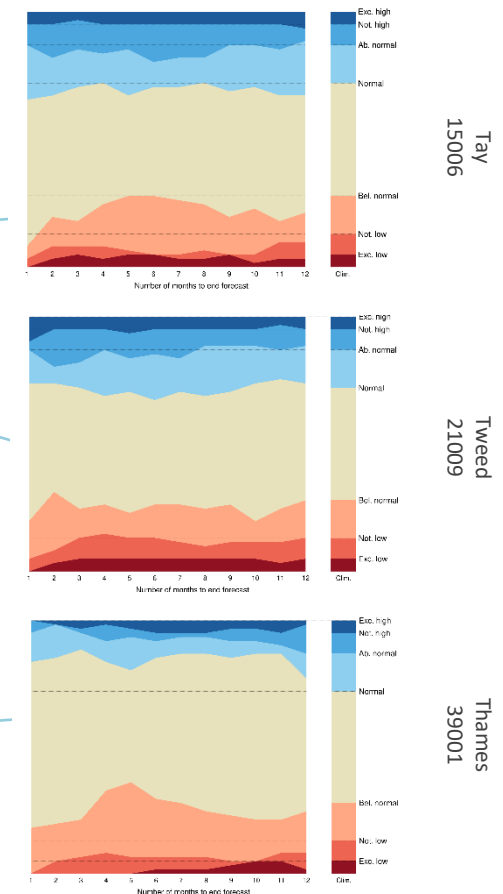 Exc. high
Not. high
Ab. normal
Normal
Bel. normal
Not. low
Exc. low
1 2 3 4 5 6 7 8 9 10 11 12 Clim.
Number of months to end forecast
Tay
15006
Exc. high
Not. high
Ab. normal
Normal
Bel. normal
Not. low
Exc. low
1 2 3 4 5 6 7 8 9 10 11 12 Clim.
Number of months to end forecast
Tweed
21009
Exc. high
Not. high
Ab. normal
Normal
Bel. normal
Not. low
Exc. low
1 2 3 4 5 6 7 8 9 10 11 12 Clim.
Number of months to end forecast
Thames
39001